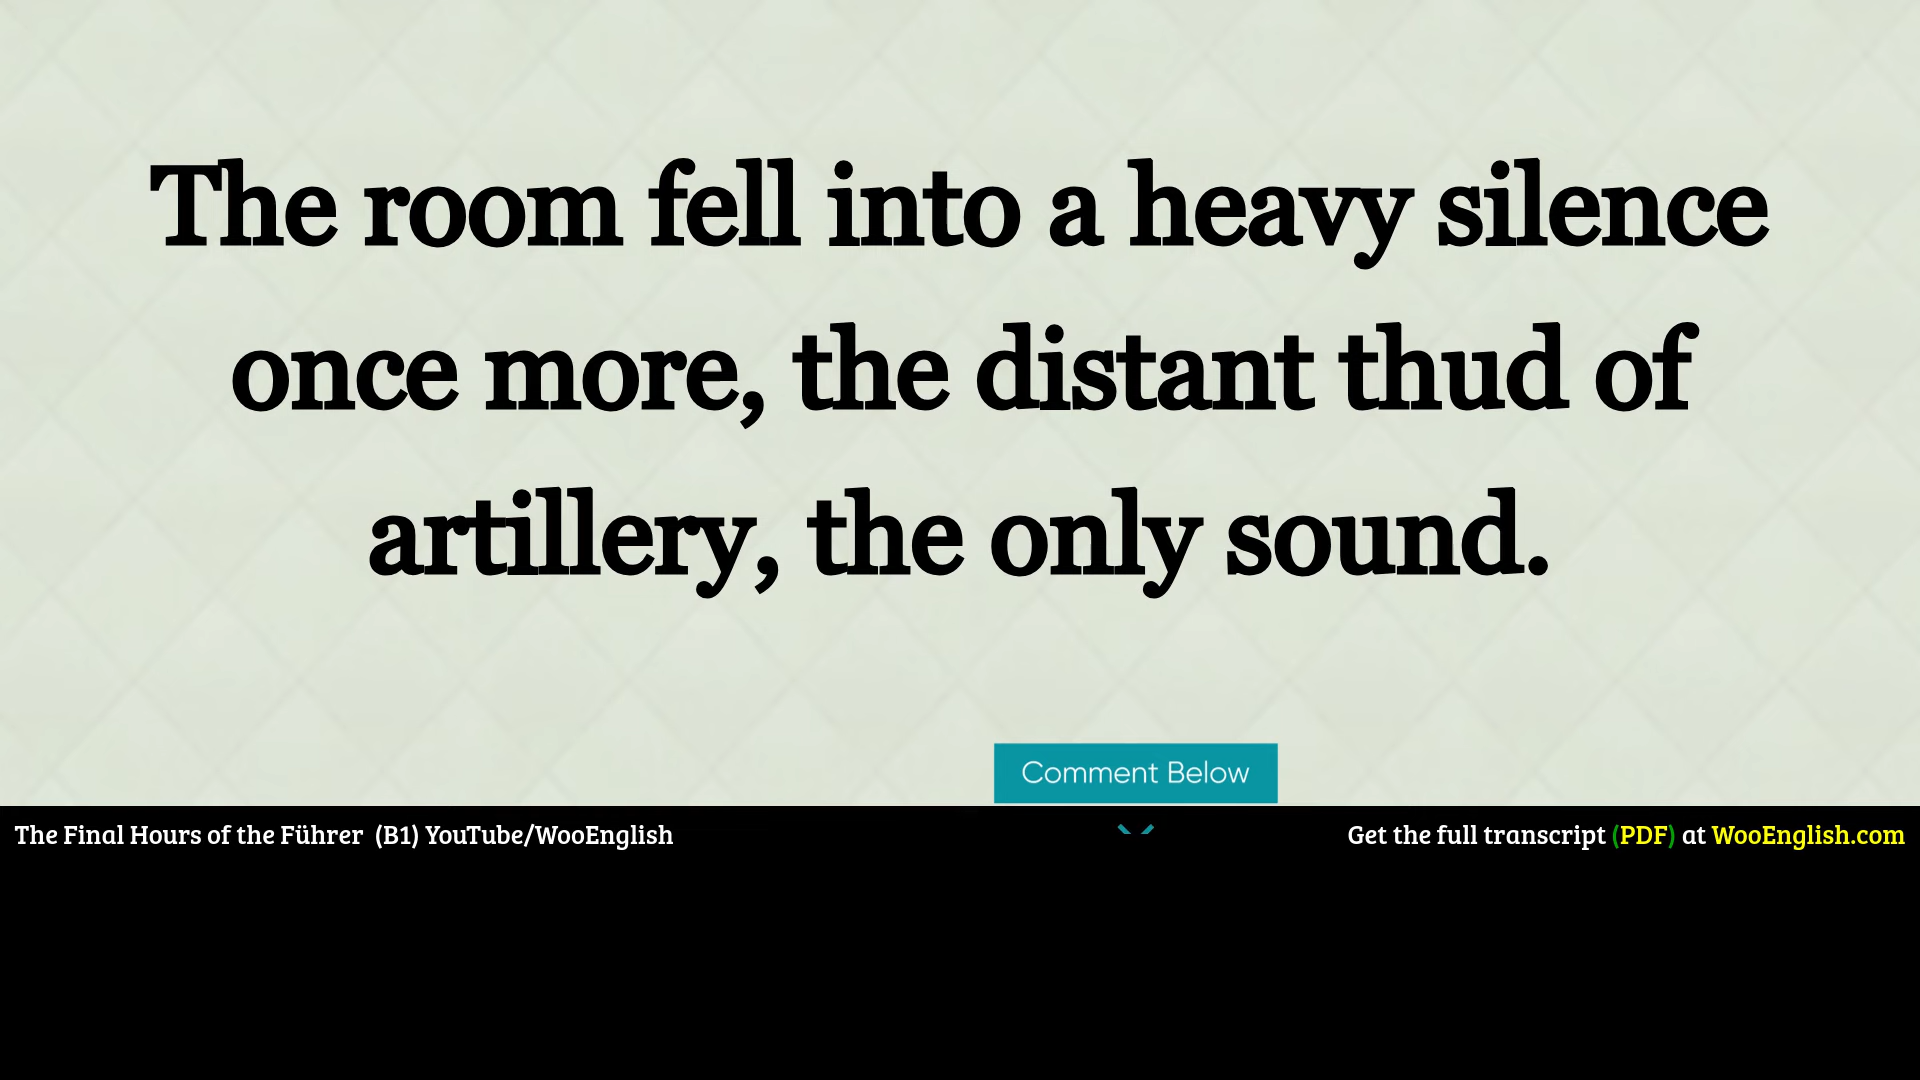 The room fell into a heavy silence
once more, the distant thud of
artillery, the only sound.
Comment Below
The Final Hours of the Führer (B1) YouTube/WooEnglish
Get the full transcript (PDF) at WooEnglish.com